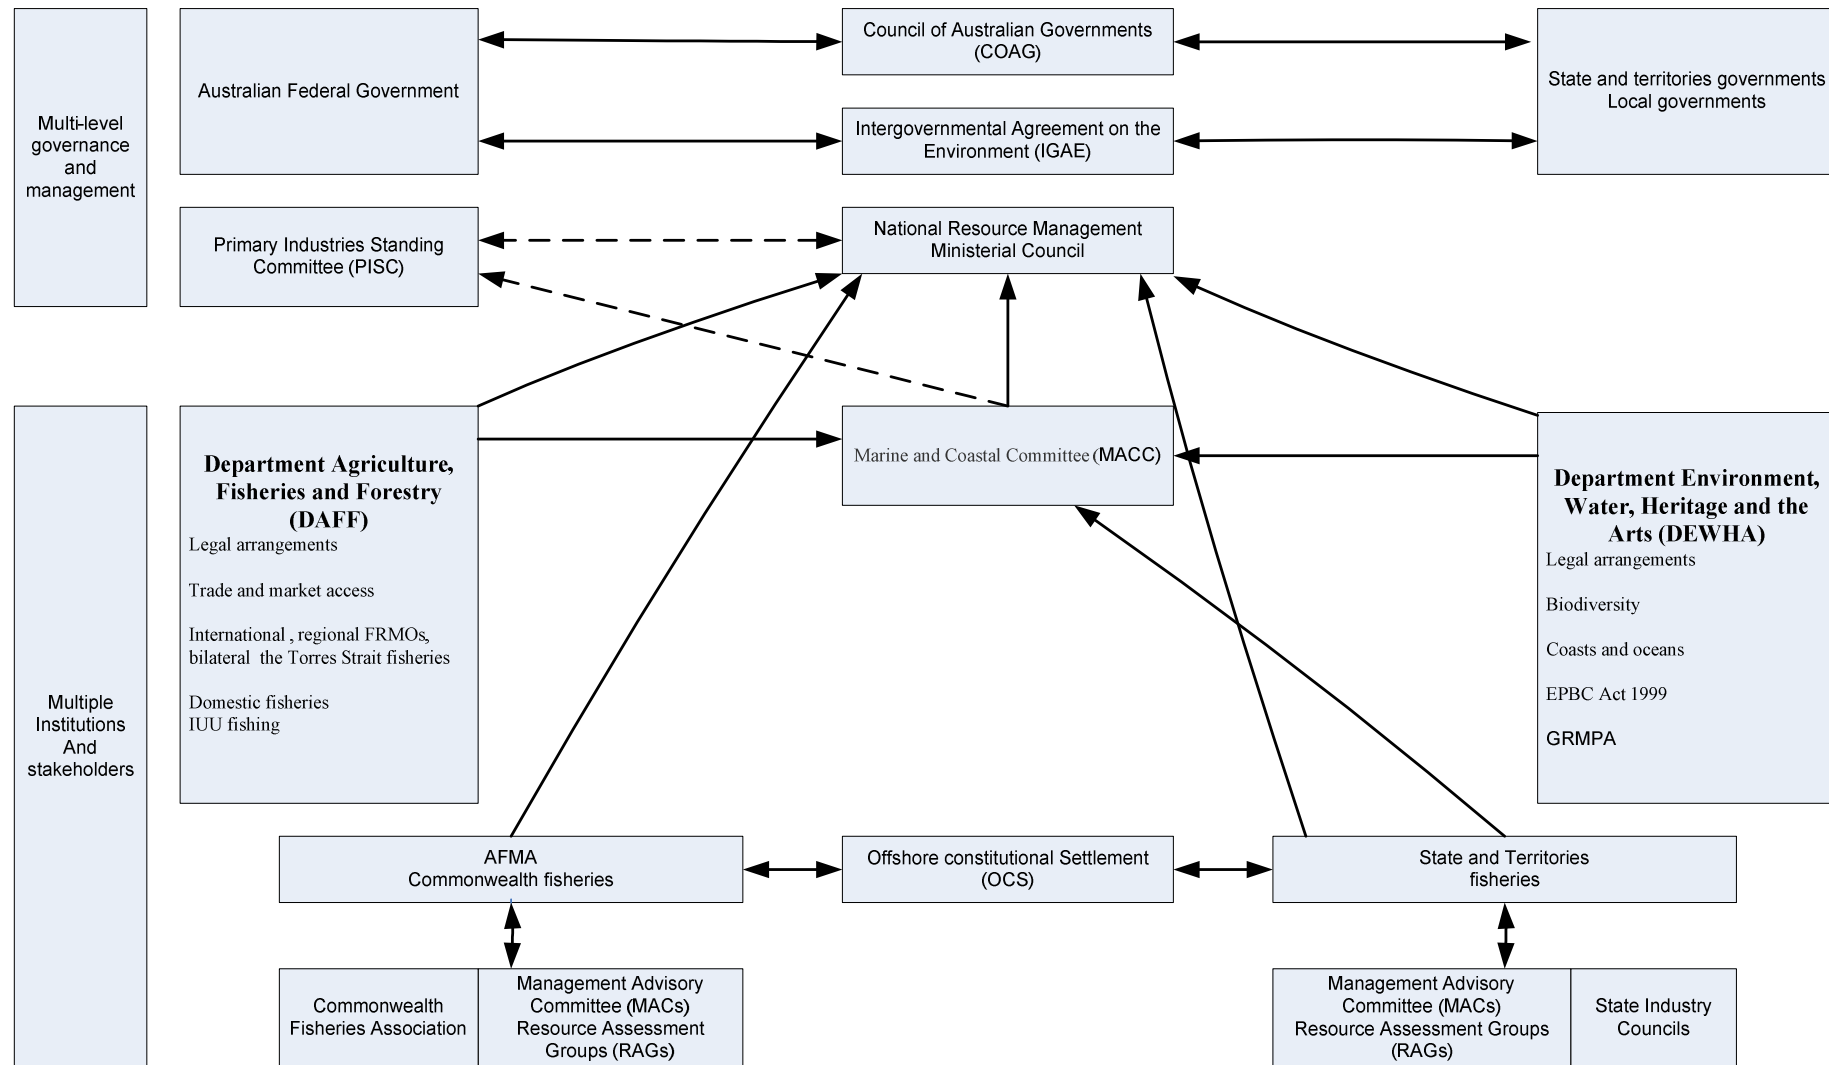 Multi-level
governance
and
management
Australian Federal Government
Council of Australian Governments
(COAG)
Intergovernmental Agreement on the
Environment (IGAE)
State and territories governments
Local governments
Primary Industries Standing
Committee (PISC)
National Resource Management
Ministerial Council
Multiple
Institutions
And
stakeholders
Department Agriculture,
Fisheries and Forestry
(DAFF)
Legal arrangements
Trade and market access
International , regional FRMOs,
bilateral the Torres Strait fisheries
Domestic fisheries
IUU fishing
Marine and Coastal Committee (MACC)
Department Environment,
Water, Heritage and the
Arts (DEWHA)
Legal arrangements
Biodiversity
Coasts and oceans
EPBC Act 1999
GRMPA
AFMA
Commonwealth fisheries
Offshore constitutional Settlement
(OCS)
State and Territories
fisheries
Commonwealth
Fisheries Association
Management Advisory
Committee (MACs)
Resource Assessment
Groups (RAGs)
Management Advisory
Committee (MACs)
Resource Assessment Groups
(RAGs)
State Industry
Councils